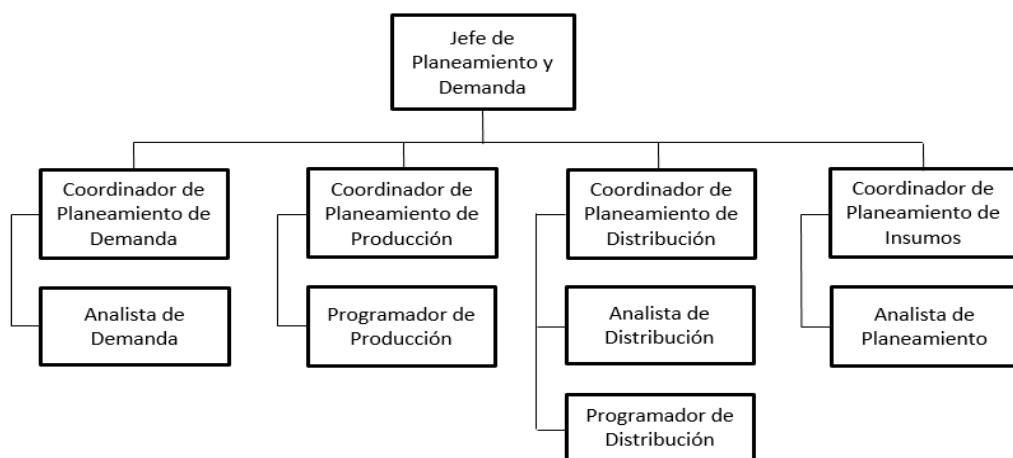 Jefe de
Planeamiento y
Demanda
Coordinador de
Planeamiento de
Demanda
Coordinador de
Planeamiento de
Producción
Coordinador de
Planeamiento de
Distribución
Coordinador de
Planeamiento de
Insumos
Analista de
Demanda
Programador de
Producción
Analista de
Distribución
Analista de
Planeamiento
Programador de
Distribución